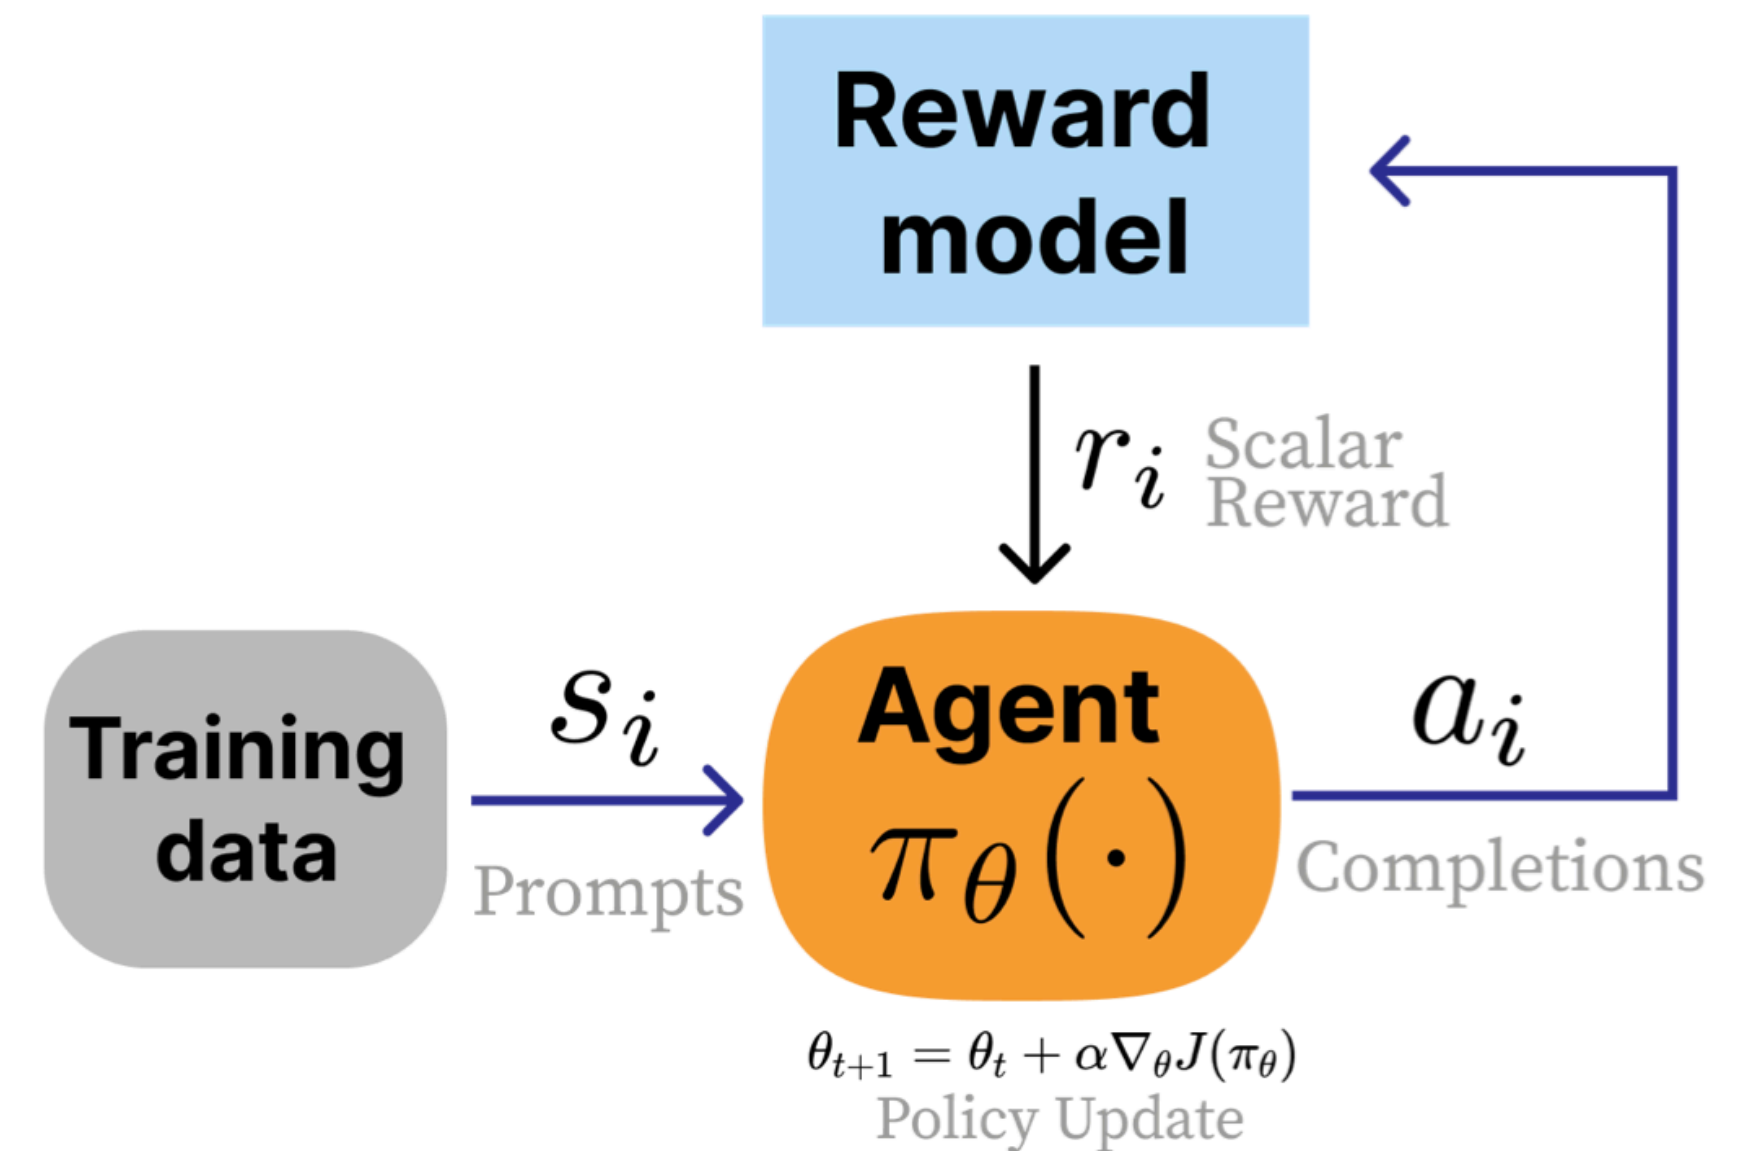 Reward
model
r_i
Scalar
Reward
Training
data
s_i
Prompts
Agent
π_θ(·)
a_i
Completions
θ_{t+1} = θ_t + α∇_θJ(π_θ)
Policy Update